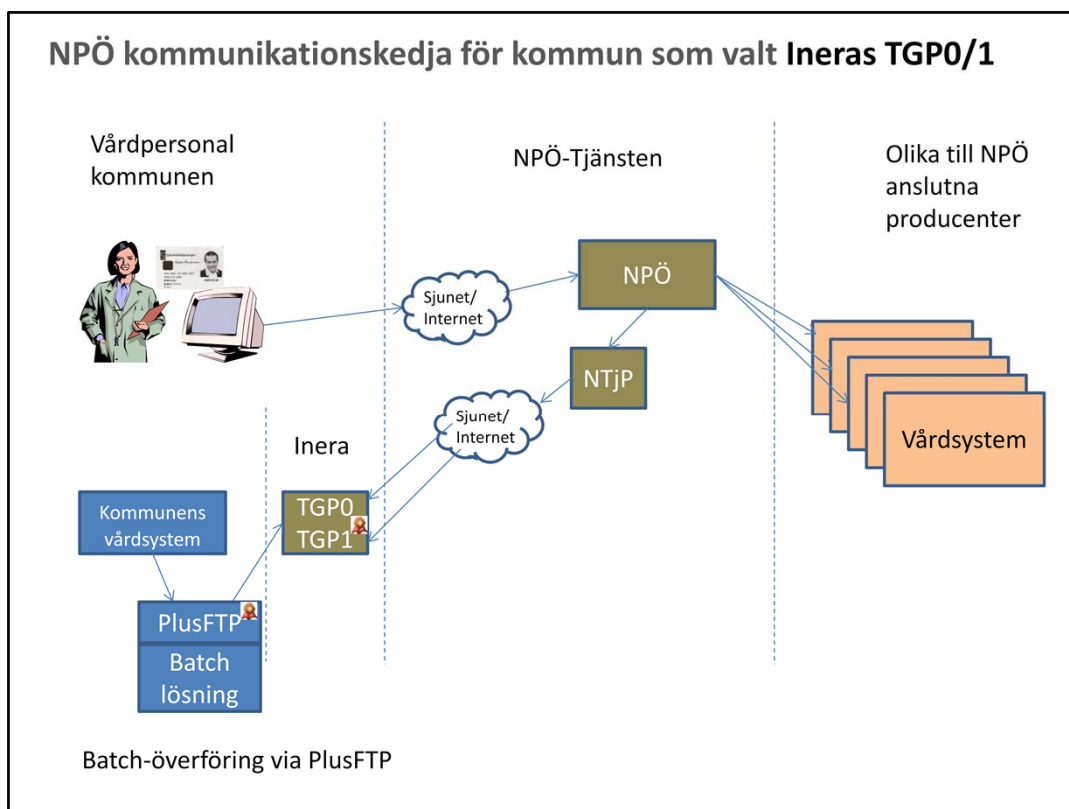 NPÖ kommunikationskedja för kommun som valt Ineras TGP0/1
Vårdpersonal
kommunen
NPÖ-Tjänsten
Olika till NPÖ
anslutna
producenter
Sjunet/
Internet
NPÖ
NTjP
Sjunet/
Internet
Vårdsystem
Inera
TGP0
TGP1
Kommunens
vårdsystem
PlusFTP
Batch
lösning
Batch-överföring via PlusFTP